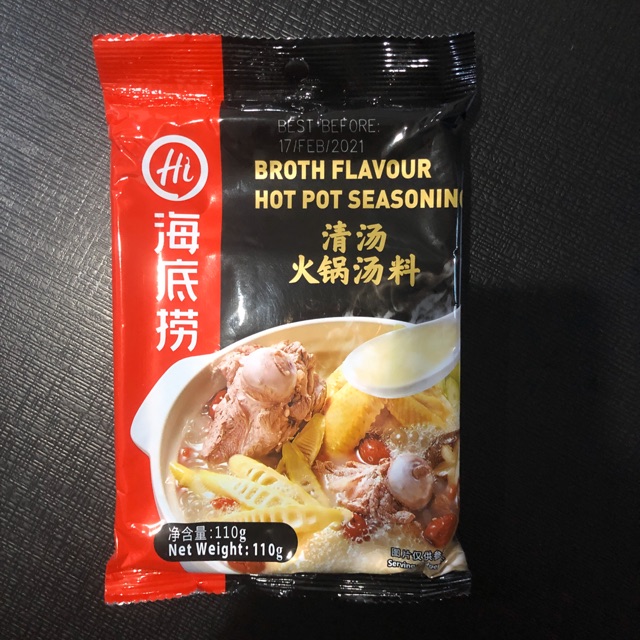 Hi
海底捞
BEST BEFORE:
17/FEB/2021
BROTH FLAVOUR
HOT POT SEASONING
清汤
火锅汤料
净含量:110g
Net Weight:110g
图片仅供参